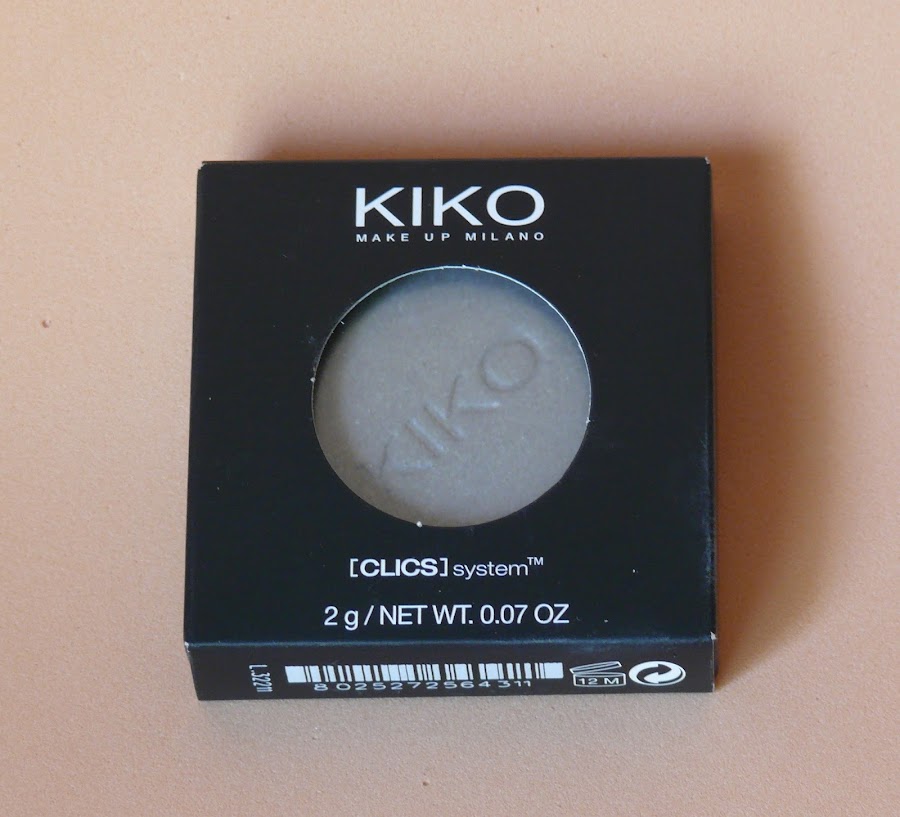 KIKO
MAKE UP MILANO
KIKO
[CLICS] system™
2 g / NET WT. 0.07 OZ
8 025272 564311
12 M